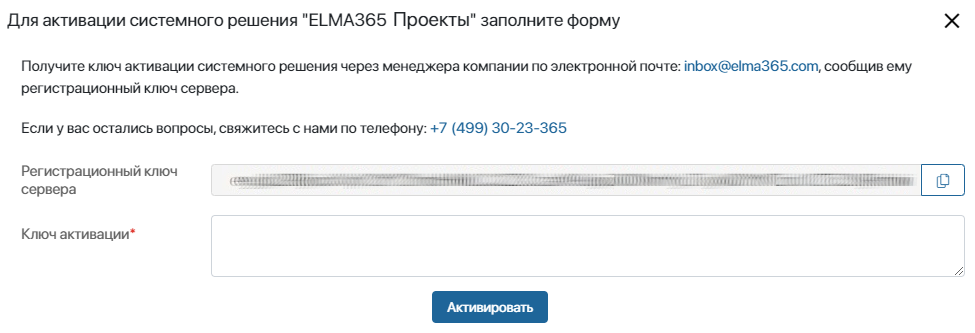 Для активации системного решения "ELMA365 Проекты" заполните форму
Получите ключ активации системного решения через менеджера компании по электронной почте: inbox@elma365.com, сообщив ему
регистрационный ключ сервера.
Если у вас остались вопросы, свяжитесь с нами по телефону: +7 (499) 30-23-365
Регистрационный ключ
сервера
Ключ активации*
Активировать